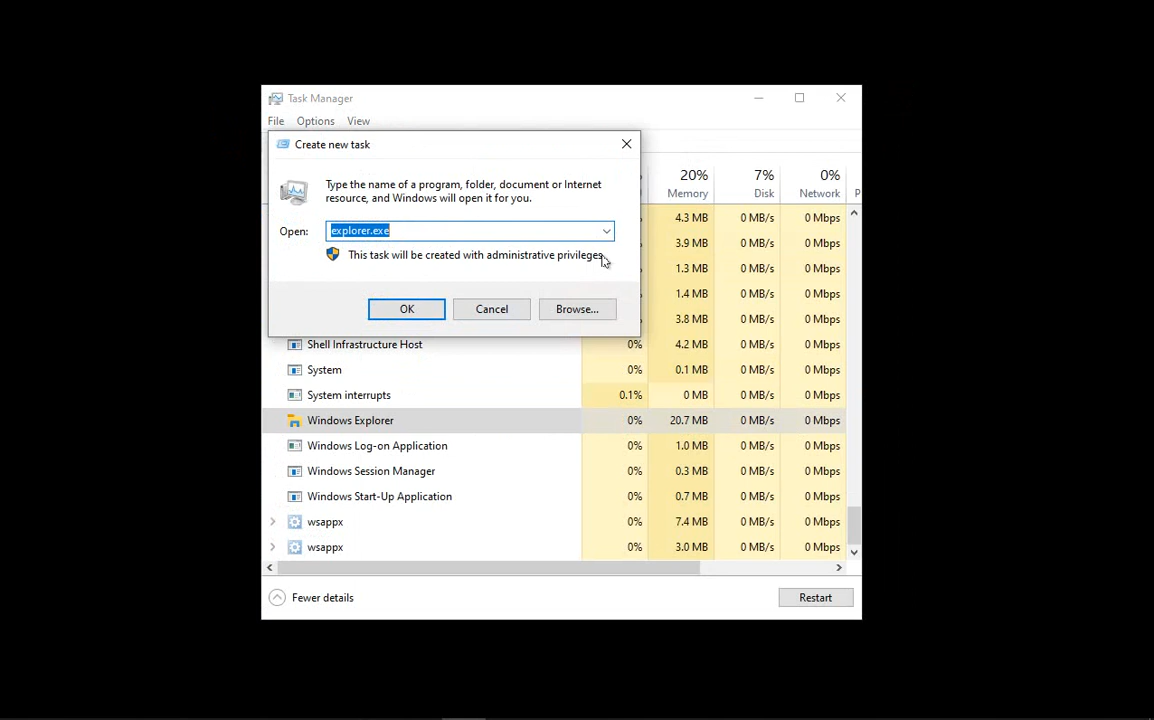 Task Manager
File Options View
Create new task
Type the name of a program, folder, document or Internet
resource, and Windows will open it for you.
Open: explorer.exe
This task will be created with administrative privileges.
OK Cancel Browse...
20% 7% 0%
Memory Disk Network P
4.3 MB 0 MB/s 0 Mbps
3.9 MB 0 MB/s 0 Mbps
1.3 MB 0 MB/s 0 Mbps
1.4 MB 0 MB/s 0 Mbps
3.8 MB 0 MB/s 0 Mbps
Shell Infrastructure Host 0% 4.2 MB 0 MB/s 0 Mbps
System 0% 0.1 MB 0 MB/s 0 Mbps
System interrupts 0.1% 0 MB 0 MB/s 0 Mbps
Windows Explorer 0% 20.7 MB 0 MB/s 0 Mbps
Windows Log-on Application 0% 1.0 MB 0 MB/s 0 Mbps
Windows Session Manager 0% 0.3 MB 0 MB/s 0 Mbps
Windows Start-Up Application 0% 0.7 MB 0 MB/s 0 Mbps
wsappx 0% 7.4 MB 0 MB/s 0 Mbps
wsappx 0% 3.0 MB 0 MB/s 0 Mbps
Fewer details Restart